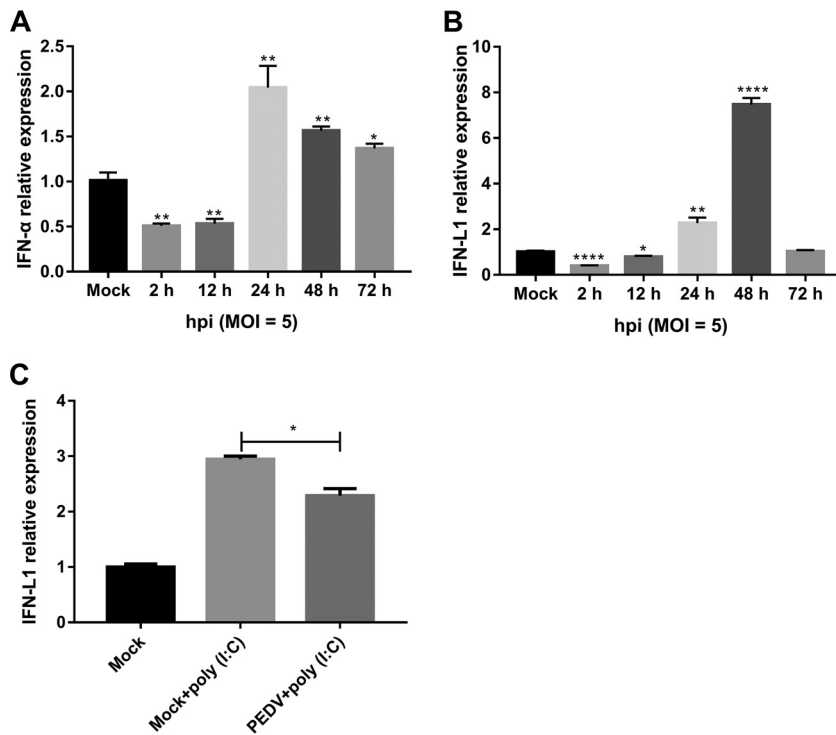 A
IFN-α relative expression
2.5
2.0
1.5
1.0
0.5
0.0
**
**
**
**
*
Mock 2 h 12 h 24 h 48 h 72 h
hpi (MOI = 5)
B
IFN-L1 relative expression
10
8
6
4
2
0
****
*
**
****
Mock 2 h 12 h 24 h 48 h 72 h
hpi (MOI = 5)
C
IFN-L1 relative expression
4
3
2
1
0
*
Mock
Mock+poly (I:C)
PEDV+poly (I:C)